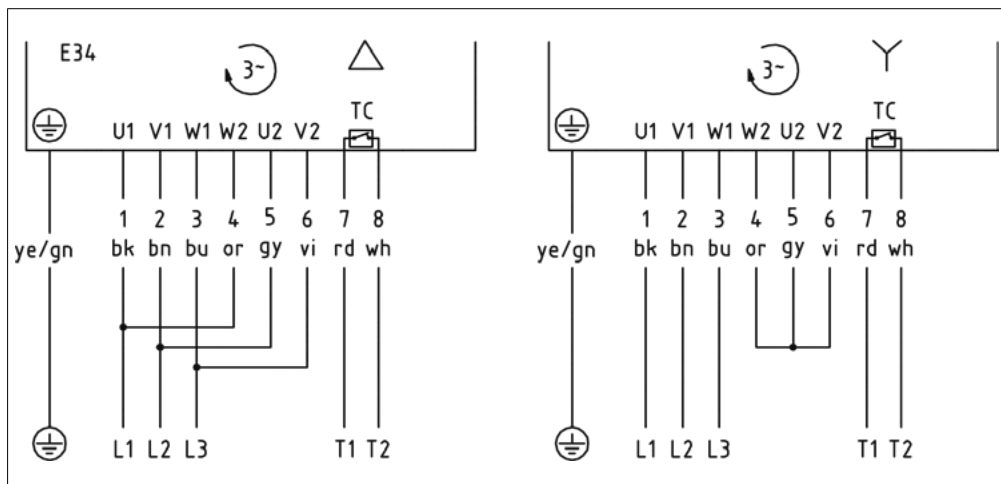 E34
3~ 3~
TC TC
U1 V1 W1 W2 U2 V2 U1 V1 W1 W2 U2 V2
1 2 3 4 5 6 7 8 1 2 3 4 5 6 7 8
ye/gn bk bn bu or gy vi rd wh ye/gn bk bn bu or gy vi rd wh
L1 L2 L3 T1 T2 L1 L2 L3 T1 T2